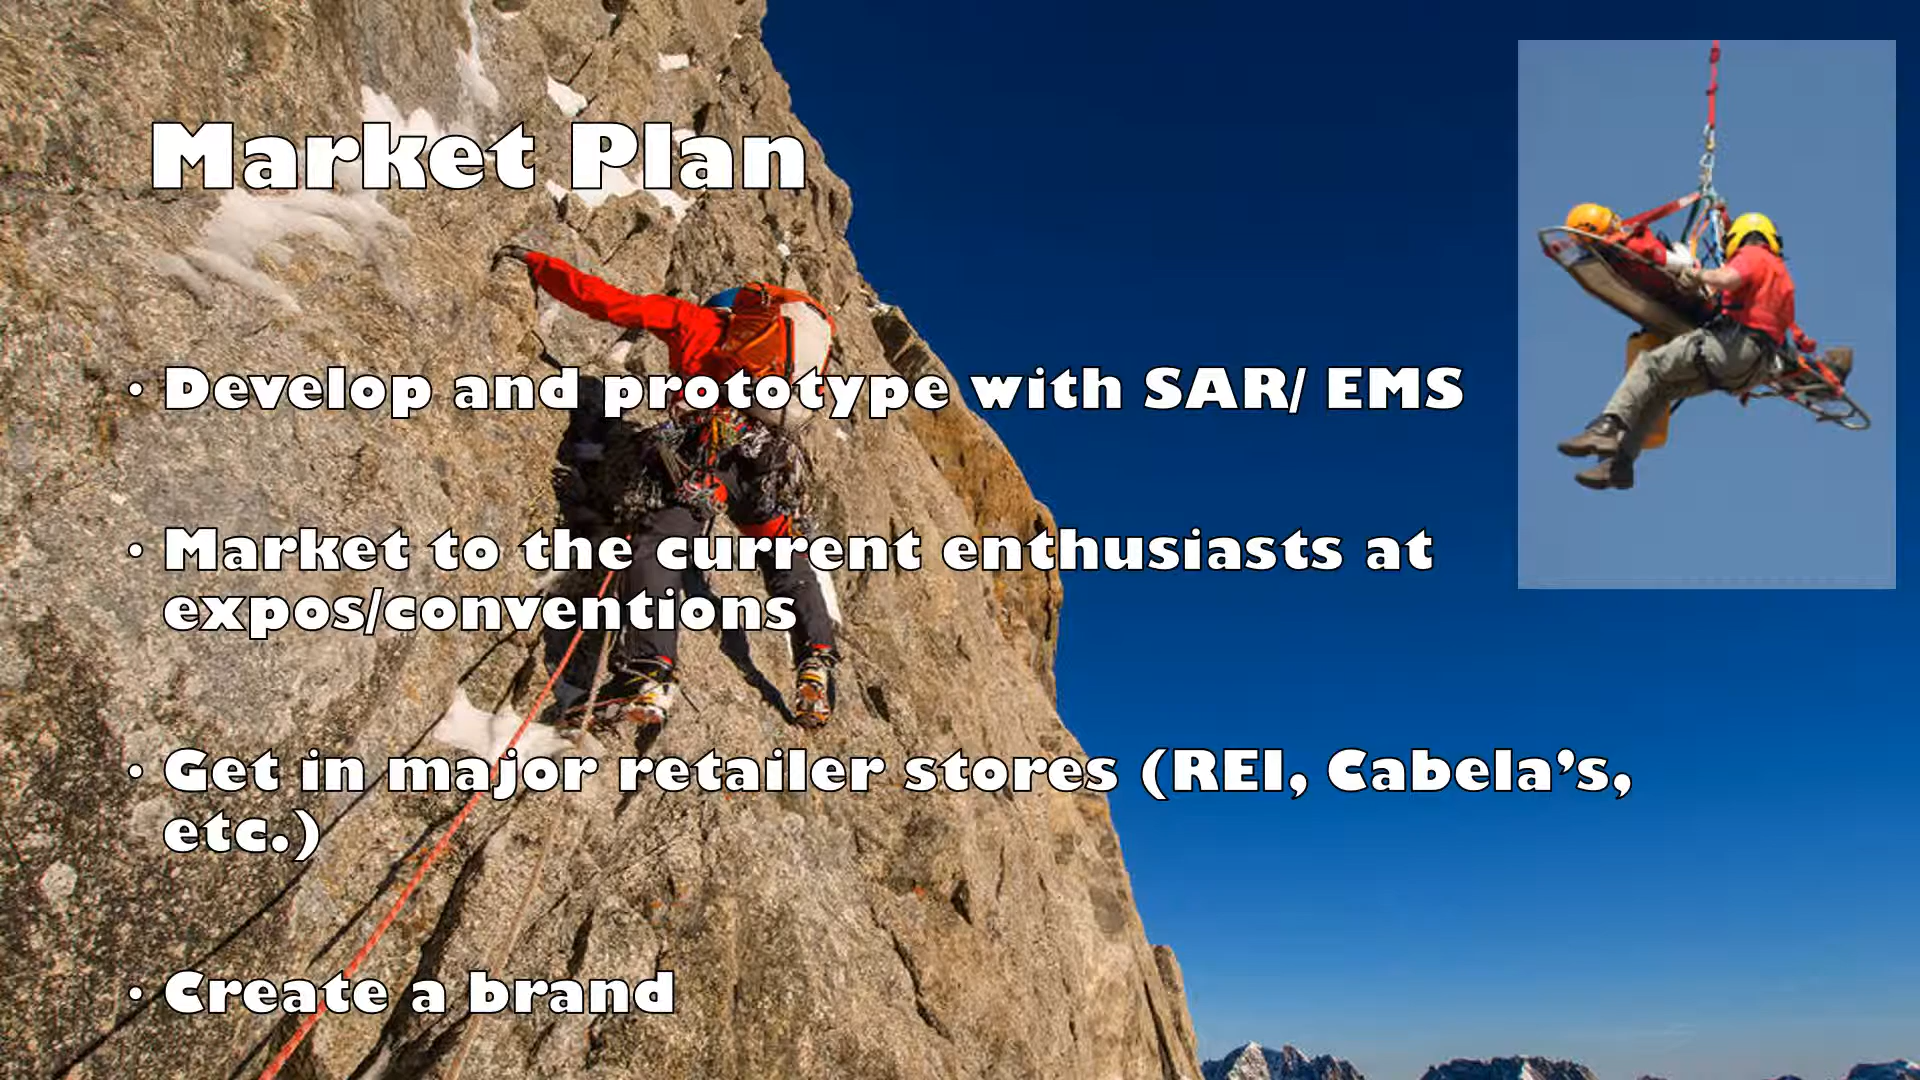 Market Plan
• Develop and prototype with SAR/ EMS
• Market to the current enthusiasts at
expos/conventions
• Get in major retailer stores (REI, Cabela’s,
etc.)
• Create a brand